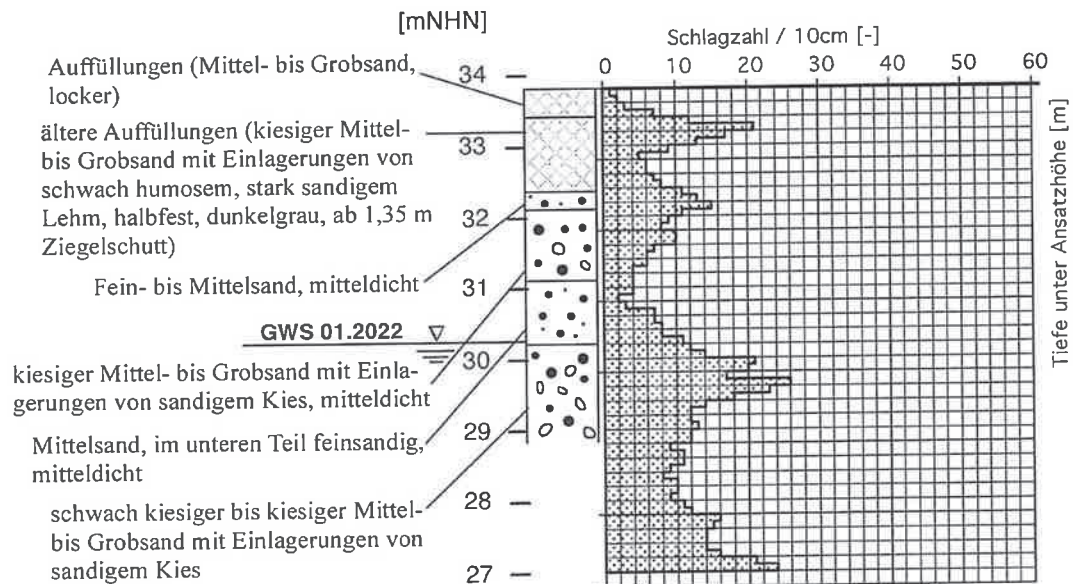 [mNHN]
Schlagzahl / 10cm [-]
0 10 20 30 40 50 60
Tiefe unter Ansatzhöhe [m]
34
33
32
31
30
29
28
27
Auffüllungen (Mittel- bis Grobsand,
locker)
ältere Auffüllungen (kiesiger Mittel-
bis Grobsand mit Einlagerungen von
schwach humosem, stark sandigem
Lehm, halbfest, dunkelgrau, ab 1,35 m
Ziegelschutt)
Fein- bis Mittelsand, mitteldicht
GWS 01.2022
kiesiger Mittel- bis Grobsand mit Einla-
gerungen von sandigem Kies, mitteldicht
Mittelsand, im unteren Teil feinsandig,
mitteldicht
schwach kiesiger bis kiesiger Mittel-
bis Grobsand mit Einlagerungen von
sandigem Kies